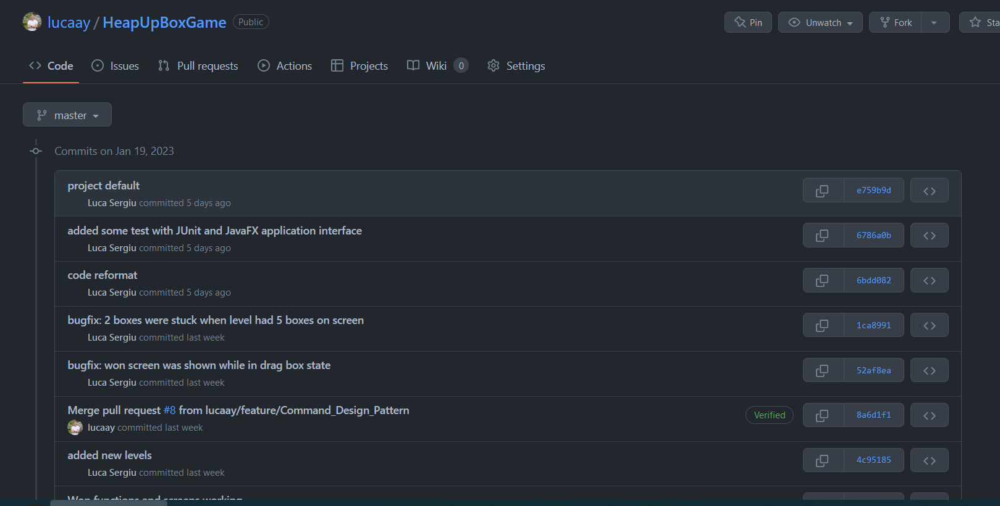 lucaay / HeapUpBoxGame Public
Pin Unwatch Fork Sta
Code Issues Pull requests Actions Projects Wiki 0 Settings
master
Commits on Jan 19, 2023
project default
Luca Sergiu committed 5 days ago
e759b9d
added some test with JUnit and JavaFX application interface
Luca Sergiu committed 5 days ago
6786a0b
code reformat
Luca Sergiu committed 5 days ago
6bdd082
bugfix: 2 boxes were stuck when level had 5 boxes on screen
Luca Sergiu committed last week
1ca8991
bugfix: won screen was shown while in drag box state
Luca Sergiu committed last week
52af8ea
Merge pull request #8 from lucaay/feature/Command_Design_Pattern
lucaay committed last week
Verified 8a6d1f1
added new levels
Luca Sergiu committed last week
4c95185
Won functions and screens working